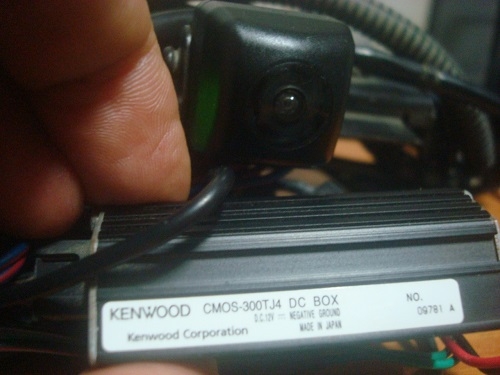 KENWOOD CMOS-300TJ4 DC BOX NO.
D.C.12V ⎓ NEGATIVE GROUND 09781 A
Kenwood Corporation MADE IN JAPAN